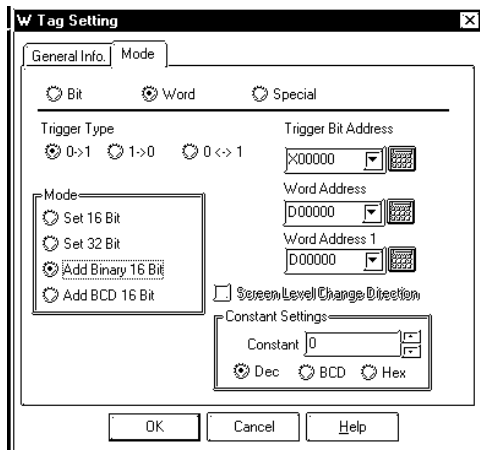 W Tag Setting
General Info. Mode
Bit Word Special
Trigger Type
0->1 1->0 0 <-> 1
Trigger Bit Address
X00000
Word Address
D00000
Word Address 1
D00000
Mode
Set 16 Bit
Set 32 Bit
Add Binary 16 Bit
Add BCD 16 Bit
Screen Level Change Direction
Constant Settings
Constant 0
Dec BCD Hex
OK Cancel Help